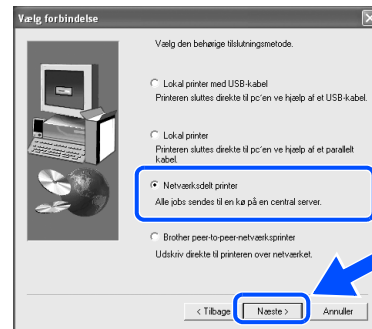 Vælg forbindelse
Vælg den behørige tilslutningsmetode.
Lokal printer med USB-kabel
Printeren sluttes direkte til pc'en ve hjælp af et USB-kabel.
Lokal printer
Printeren sluttes direkte til pc'en ve hjælp af et parallelt
kabel.
Netværksdelt printer
Alle jobs sendes til en kø på en central server.
Brother peer-to-peer-netværksprinter
Udskriv direkte til printeren over netværket.
< Tilbage Næste > Annuller